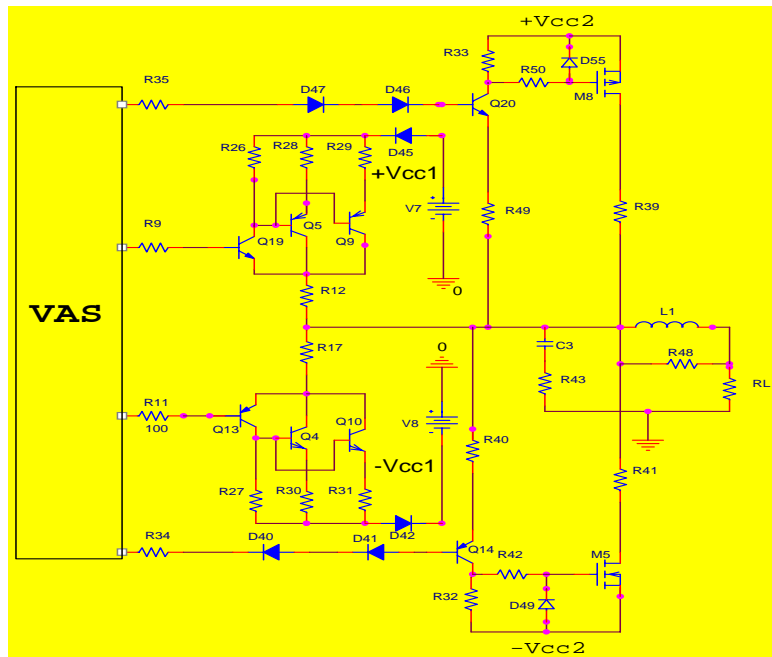 +Vcc2
R33
D55
R35
D47
D46
R50
Q20
M8
R26
R28
R29
D45
+Vcc1
V7
+
-
R49
R39
R9
Q19
Q5
Q9
0
R12
VAS
L1
R17
0
C3
R48
R43
RL
R11
100
Q13
Q4
Q10
V8
+
-
R40
-Vcc1
R41
R27
R30
R31
D42
R34
D40
D41
Q14
R42
M5
R32
D49
-Vcc2